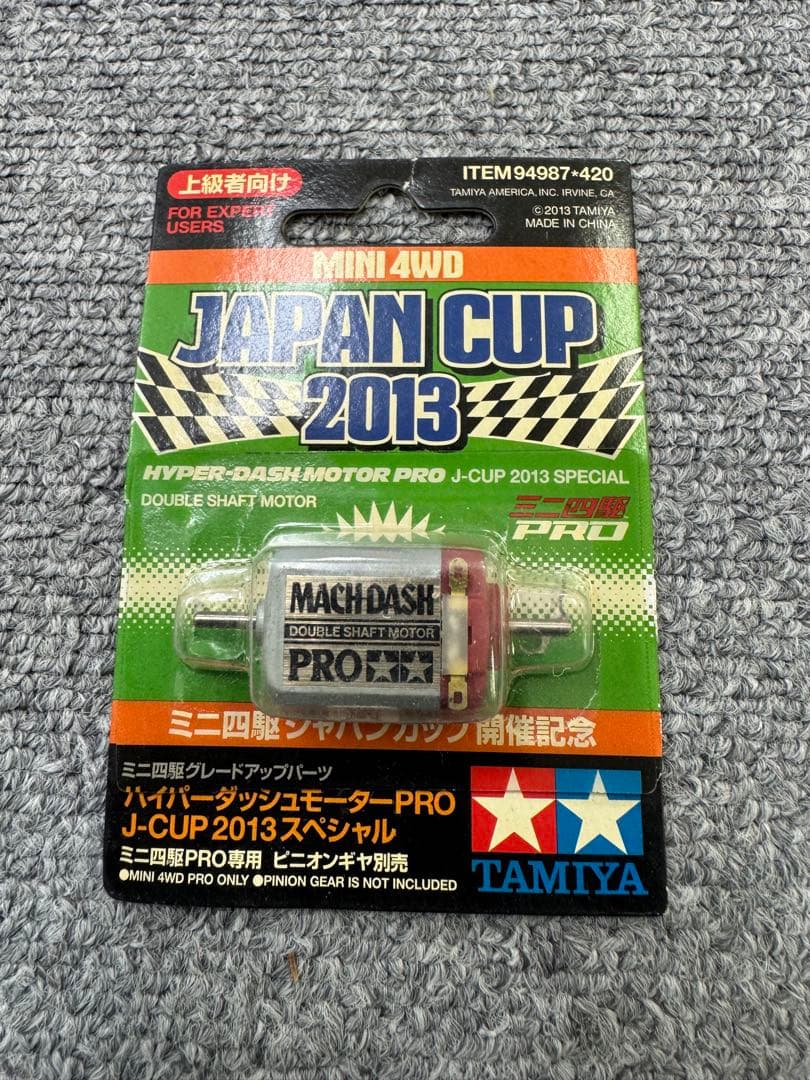 上級者向け
FOR EXPERT
USERS
ITEM 94987*420
TAMIYA AMERICA, INC. IRVINE, CA
©2013 TAMIYA
MADE IN CHINA
MINI 4WD
JAPAN CUP
2013
HYPER-DASH MOTOR PRO J-CUP 2013 SPECIAL
DOUBLE SHAFT MOTOR
ミニ四駆
PRO
MACH DASH
DOUBLE SHAFT MOTOR
PRO
ミニ四駆ジャパンカップ開催記念
ミニ四駆グレードアップパーツ
ハイパーダッシュモーターPRO
J-CUP 2013スペシャル
ミニ四駆PRO専用 ピニオンギヤ別売
●MINI 4WD PRO ONLY ●PINION GEAR IS NOT INCLUDED
TAMIYA